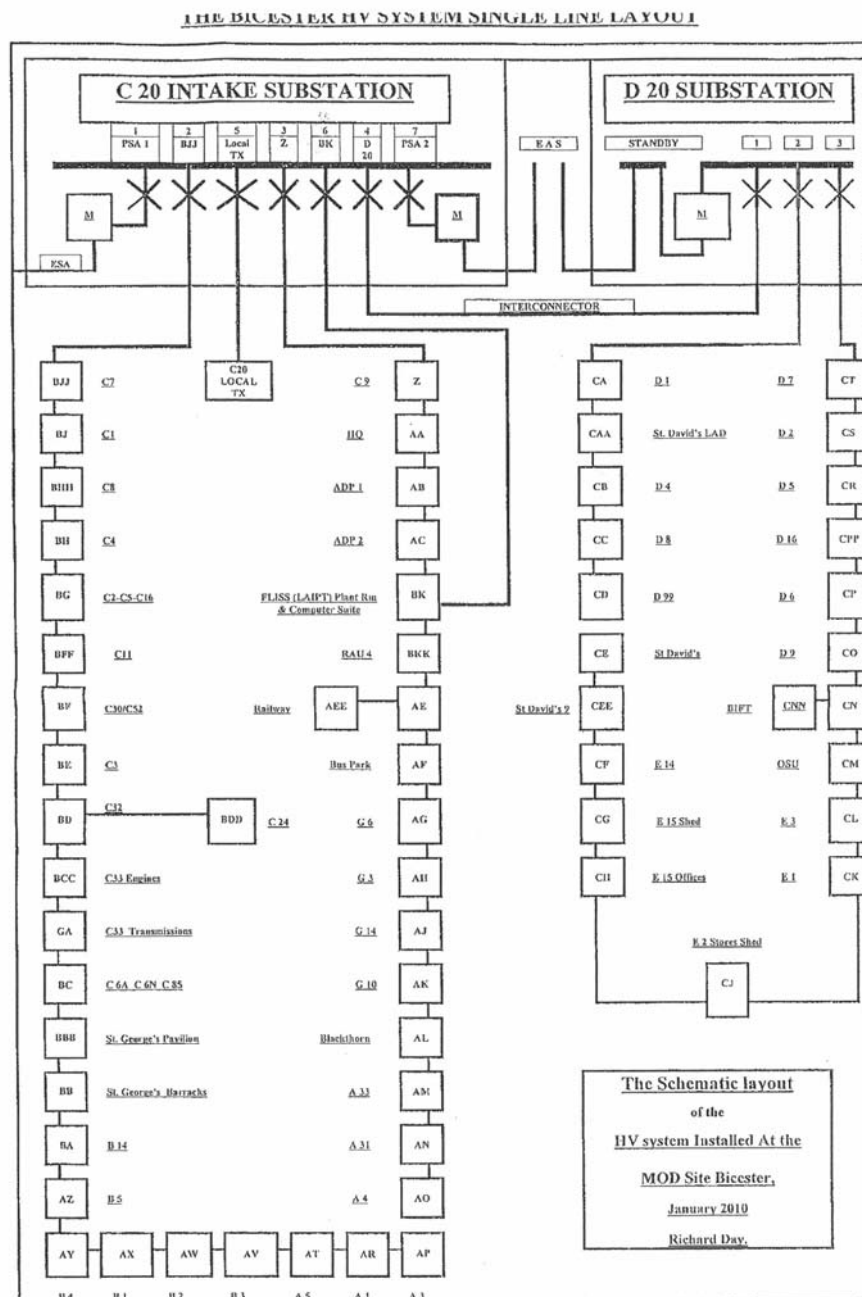 THE BICESTER HV SYSTEM SINGLE LINE LAYOUT
C 20 INTAKE SUBSTATION
D 20 SUIBSTATION
1 2 5 3 6 4 7
PSA 1 BJJ Local TX Z BK D 20 PSA 2
E A S
STANDBY
1 2 3
M
M
M
ESA
INTERCONNECTOR
BJJ C7 C20 LOCAL TX C 9 Z CA D 1 D 7 CT
BJ C1 HQ AA CAA St. David's LAD D 2 CS
BHH C8 ADP 1 AB CB D 4 D 5 CR
BH C4 ADP 2 AC CC D 8 D 16 CPP
BG C2-C5-C16 FLISS (LAIPT) Plant Rm & Computer Suite BK CD D 99 D 6 CP
BFF C11 RAU 4 BKK CE St David's D 9 CO
BF C30/C52 Railway AEE AE St David's 2 CEE BIFT CNN CN
BE C3 Bus Park AF CF E 14 OSU CM
BD C32 BDD C 24 G 6 AG CG E 15 Shed E 3 CL
BCC C33 Engines G 3 AH CH E 15 Offices E 1 CK
GA C33 Transmissions G 14 AJ
E 2 Stores Shed
BC C 6A C 6N C 85 G 10 AK CJ
BBB St. George's Pavilion Blackthorn AL
BB St. George's Barrachs A 33 AM
BA B 14 A 31 AN
AZ B 5 A 4 AO
AY AX AW AV AT AR AP
B 4 B 1 B 2 B 3 A 5 A 1 A 3
The Schematic layout
of the
HV system Installed At the
MOD Site Bicester,
January 2010
Richard Day.